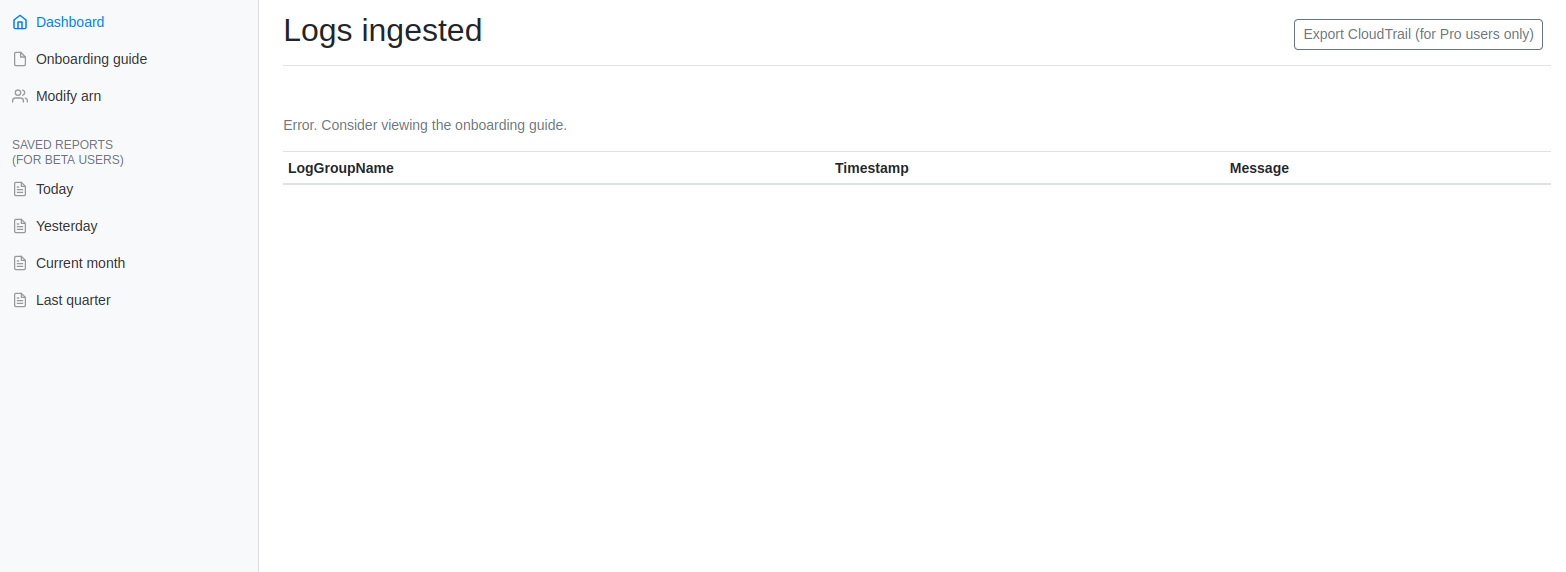 Dashboard
Onboarding guide
Modify arn
SAVED REPORTS
(FOR BETA USERS)
Today
Yesterday
Current month
Last quarter
Logs ingested
Export CloudTrail (for Pro users only)
Error. Consider viewing the onboarding guide.
LogGroupName Timestamp Message